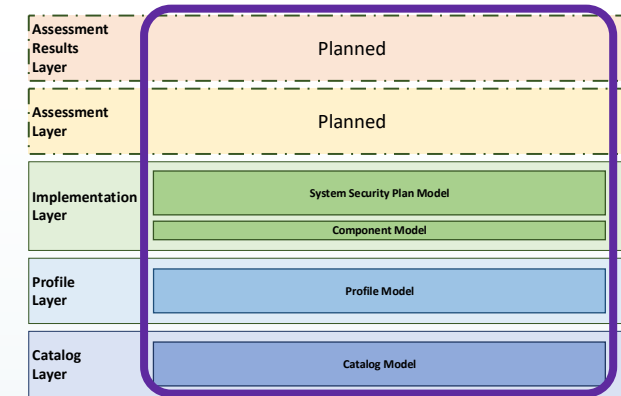 Assessment
Results
Layer
Planned
Assessment
Layer
Planned
Implementation
Layer
System Security Plan Model
Component Model
Profile
Layer
Profile Model
Catalog
Layer
Catalog Model